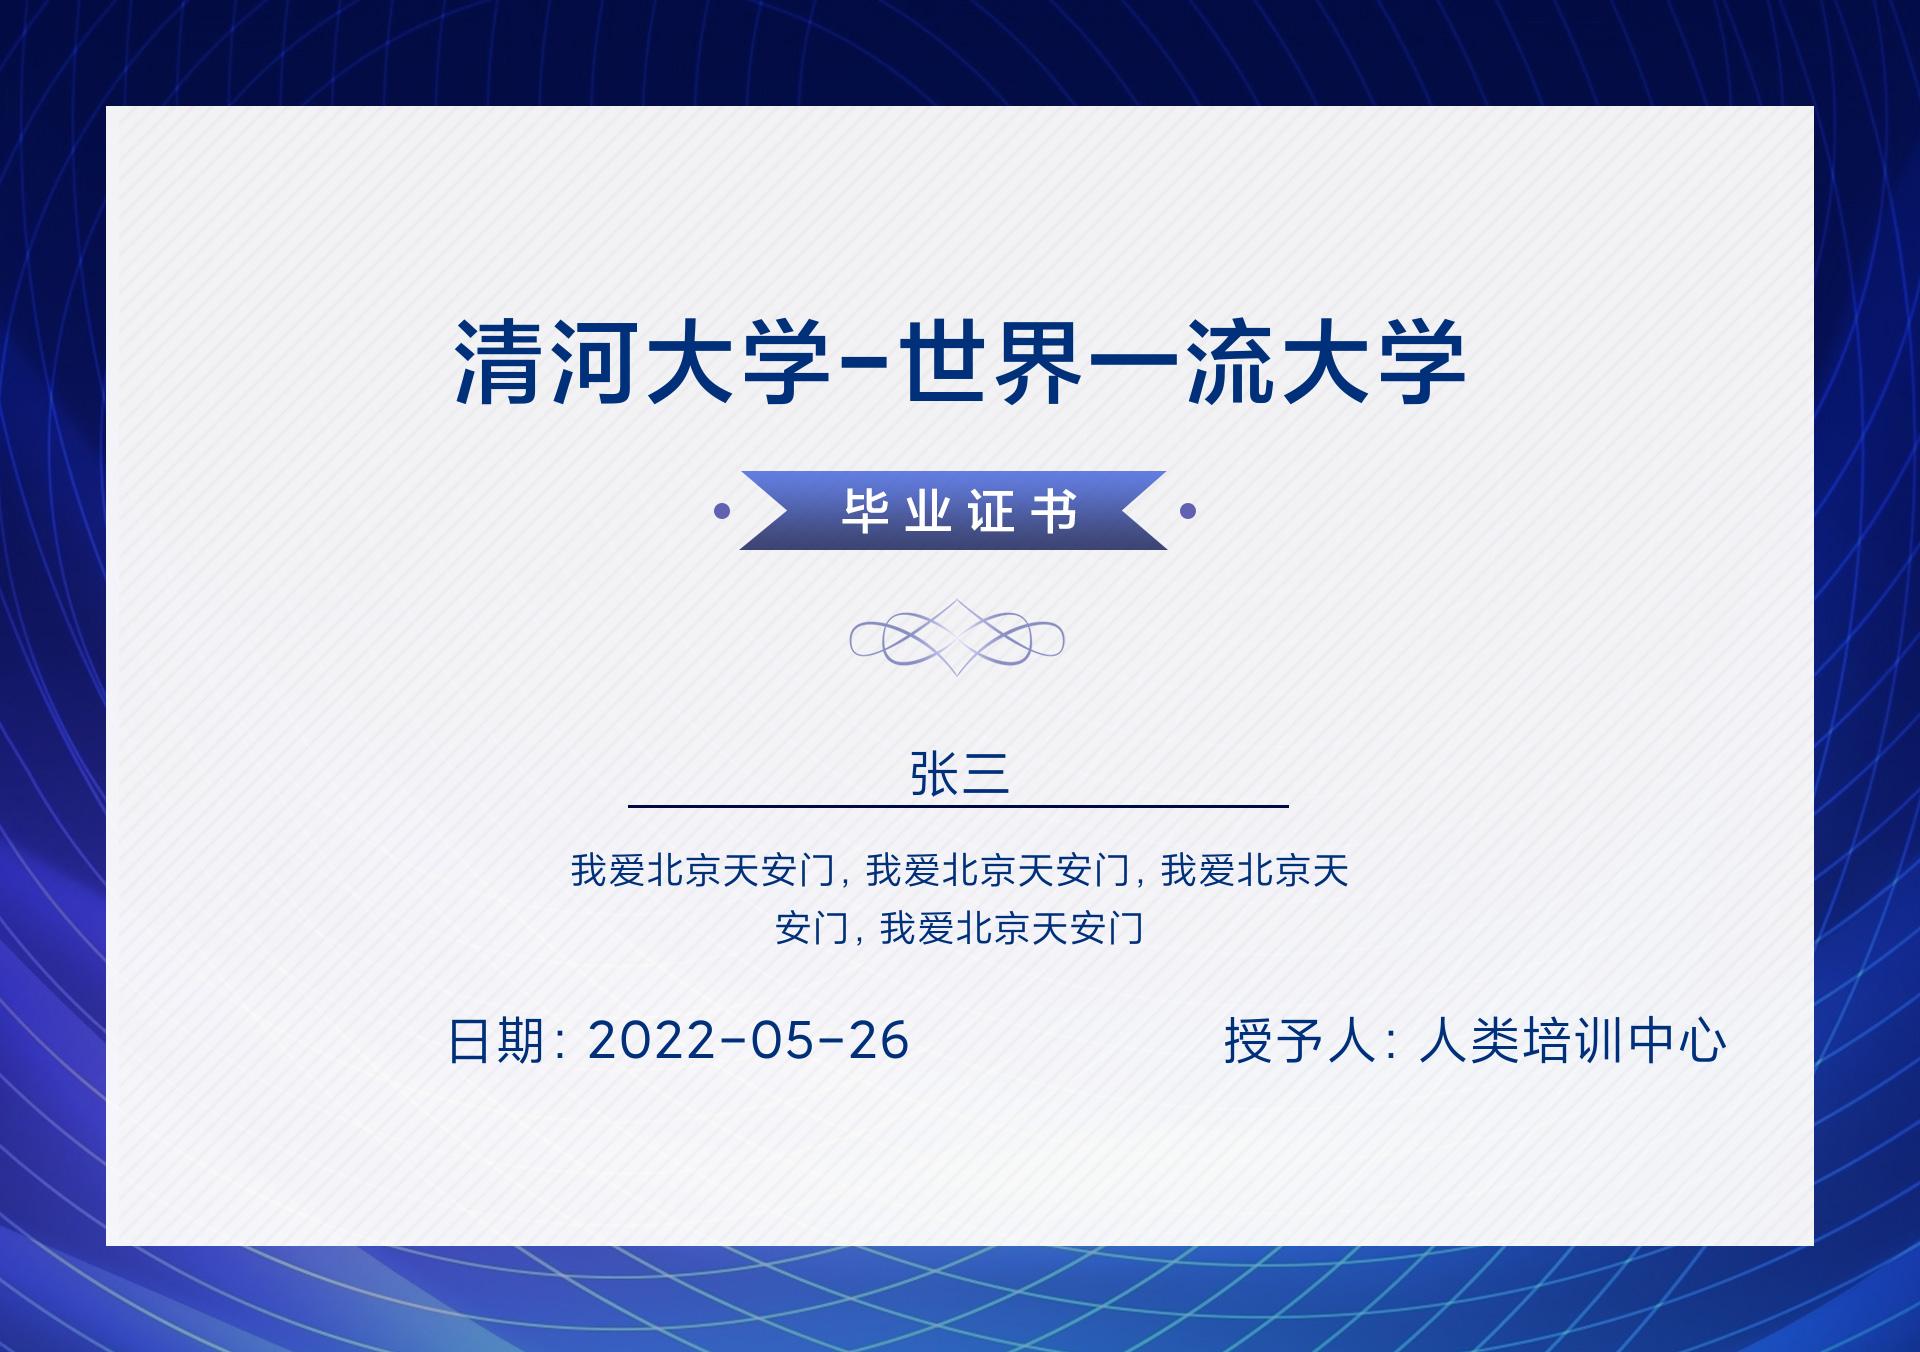 清河大学-世界一流大学
毕业证书
张三
我爱北京天安门, 我爱北京天安门, 我爱北京天
安门, 我爱北京天安门
日期: 2022-05-26
授予人: 人类培训中心